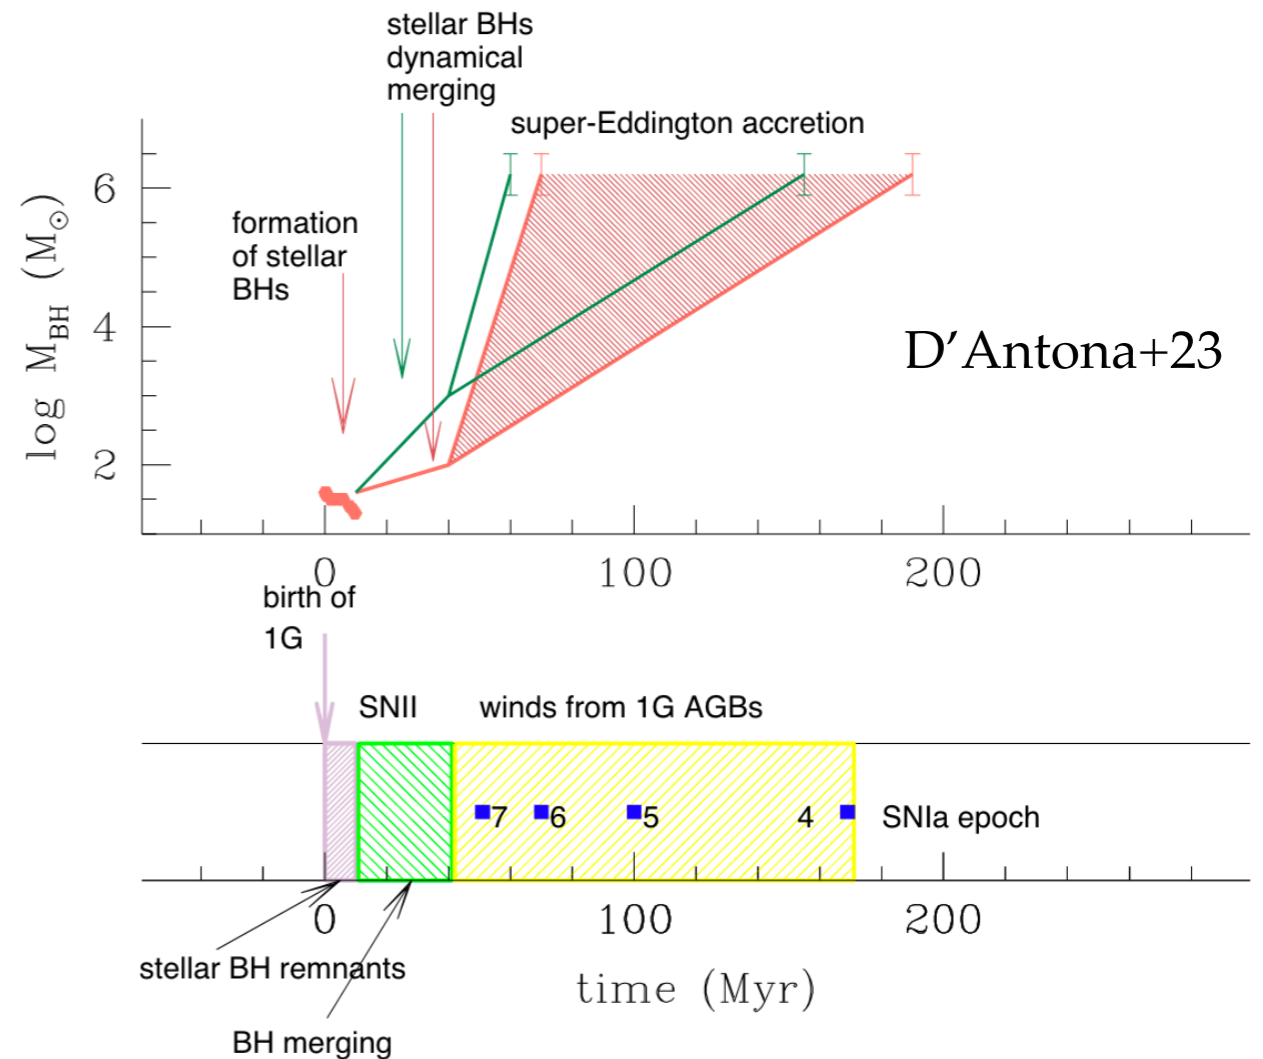 stellar BHs
dynamical
merging
super-Eddington accretion
formation
of stellar
BHs
log M_BH (M_⊙)
6
4
2
D'Antona+23
0
100
200
birth of
1G
SNII
winds from 1G AGBs
7
6
5
4
SNIa epoch
0
100
200
stellar BH remnants
time (Myr)
BH merging